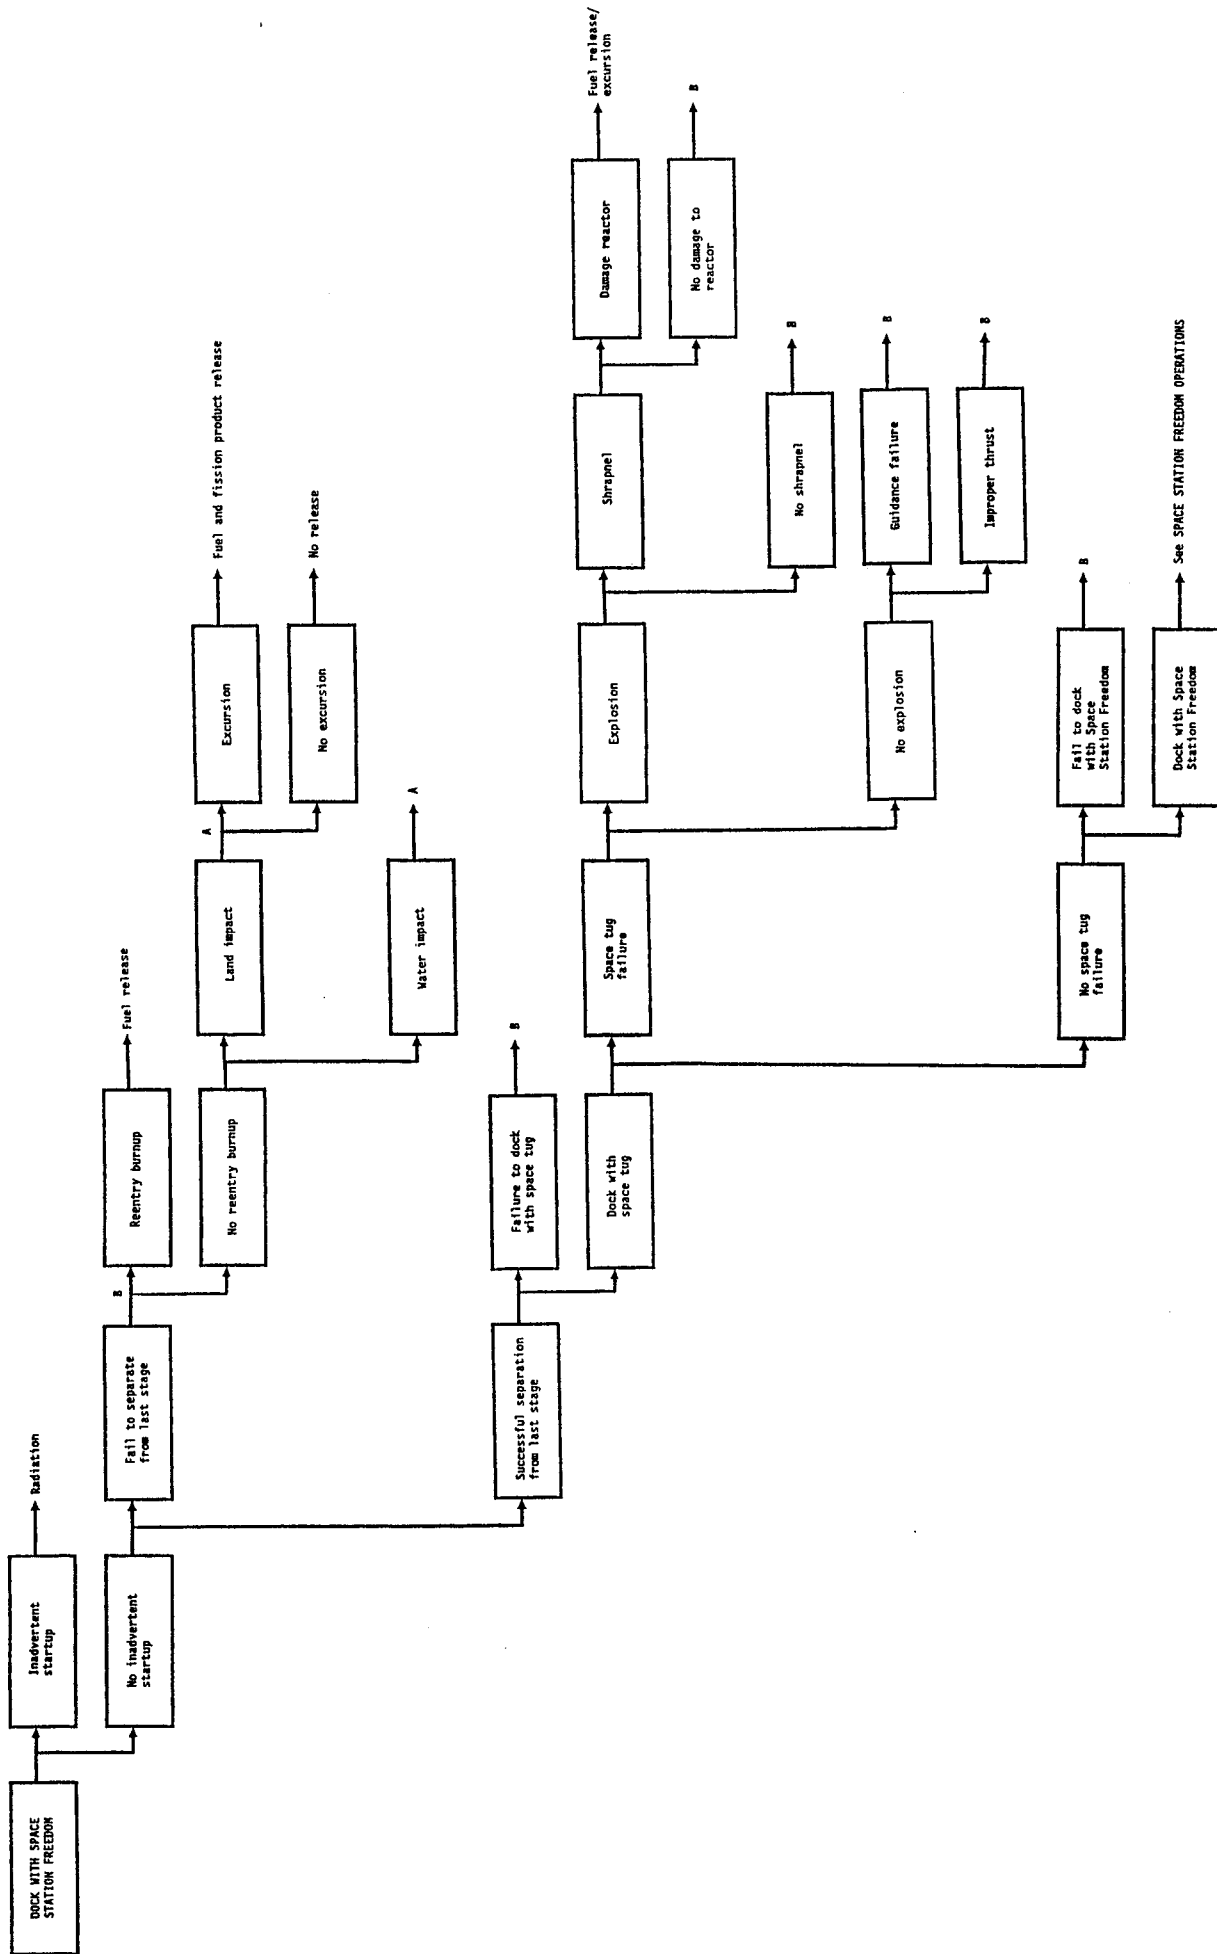 DOCK WITH SPACE
STATION FREEDOM
Inadvertent
startup
Radiation
No inadvertent
startup
Fail to separate
from last stage
B
Reentry burnup
Fuel release
No reentry burnup
Land impact
A
Excursion
Fuel and fission product release
No excursion
No release
Water impact
A
Successful separation
from last stage
Failure to dock
with space tug
B
Dock with
space tug
Space tug
failure
Explosion
Shrapnel
Damage reactor
Fuel release/
excursion
No damage to
reactor
B
No shrapnel
B
No explosion
Guidance failure
B
Improper thrust
B
No space tug
failure
Fail to dock
with Space
Station Freedom
B
Dock with Space
Station Freedom
See SPACE STATION FREEDOM OPERATIONS